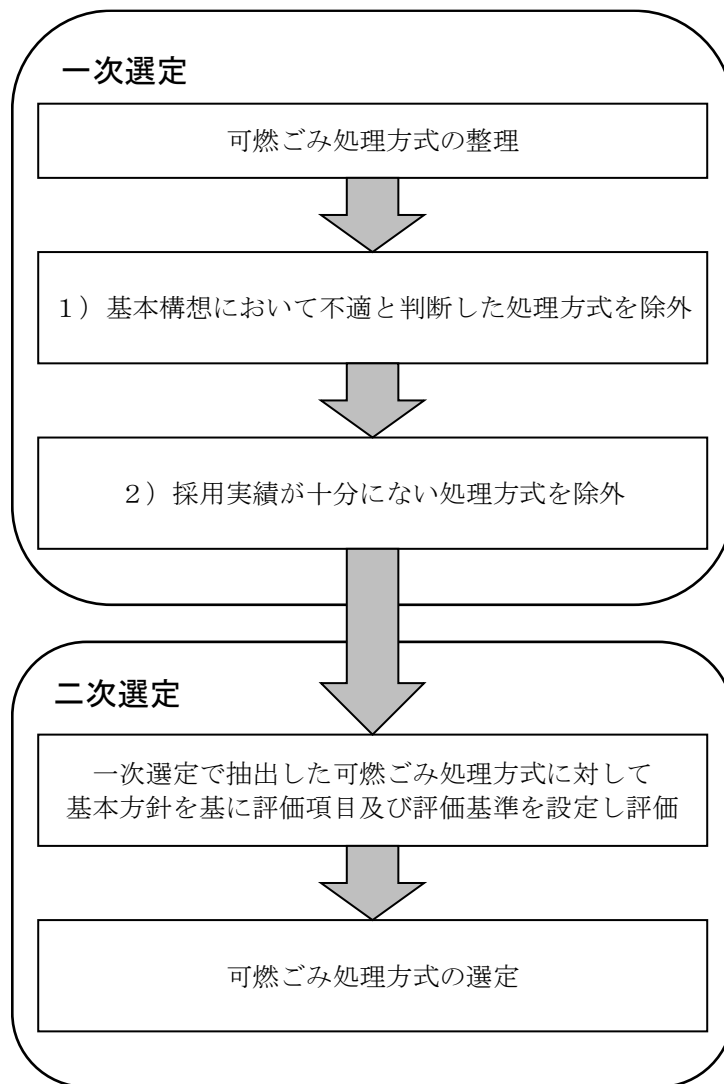 一次選定
可燃ごみ処理方式の整理
１）基本構想において不適と判断した処理方式を除外
２）採用実績が十分にない処理方式を除外
二次選定
一次選定で抽出した可燃ごみ処理方式に対して
基本方針を基に評価項目及び評価基準を設定し評価
可燃ごみ処理方式の選定